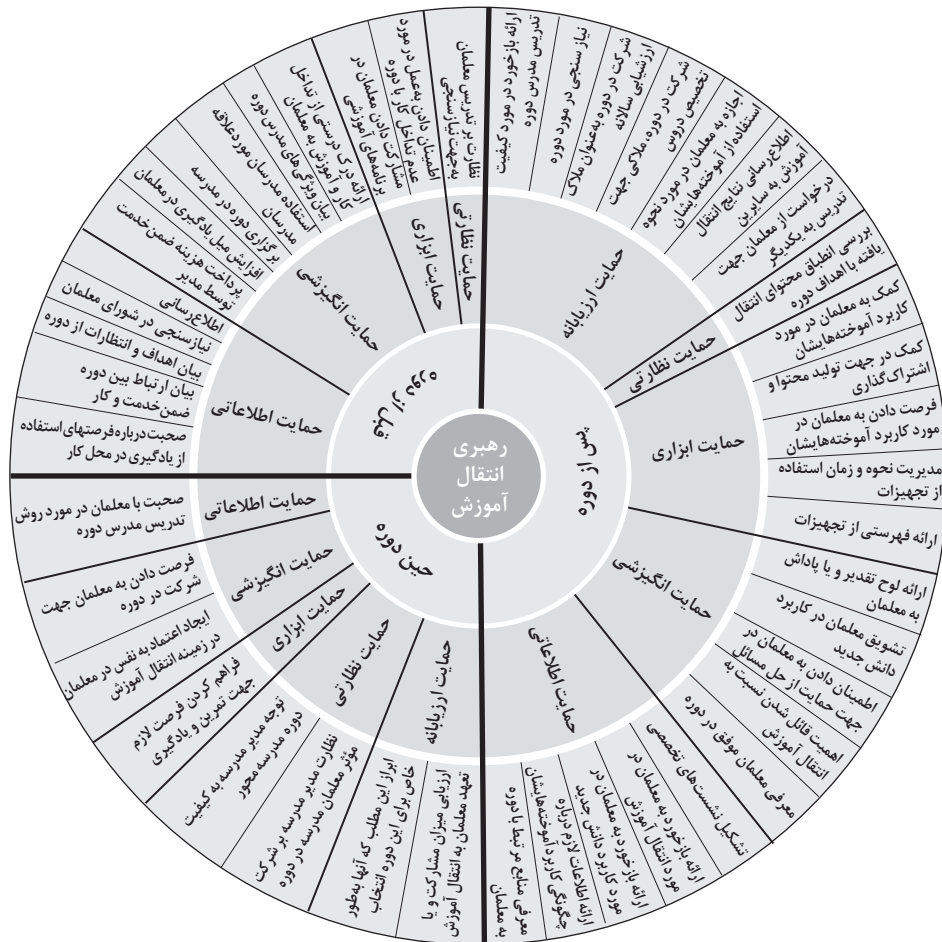 رهبری
انتقال
آموزش
قبل از دوره
حمایت اطلاعاتی
اطلاع‌رسانی
نیازسنجی در شورای معلمان
بیان اهداف و انتظارات از دوره
بیان ارتباط بین دوره
ضمن‌خدمت و کار
صحبت درباره فرصتهای استفاده
از یادگیری در محل کار
حمایت انگیزشی
ارائه درک درستی از تداخل
کار و آموزش به معلمان
بیان ویژگی‌های مدرس دوره
استفاده مدرسان موردعلاقه
مدرسان
برگزاری دوره در مدرسه
افزایش میل یادگیری در معلمان
پرداخت هزینه ضمن‌خدمت
توسط مدیر
حمایت ابزاری
اطمینان دادن به‌عمل در مورد
عدم تداخل کار با دوره
مشارکت دادن معلمان در
برنامه‌های آموزشی
حمایت نظارتی
نظارت بر تدریس معلمان
به‌جهت نیازسنجی
حین دوره
حمایت اطلاعاتی
صحبت با معلمان در مورد روش
تدریس مدرس دوره
حمایت انگیزشی
فرصت دادن به معلمان جهت
شرکت در دوره
ایجاد اعتماد به نفس در معلمان
در زمینه انتقال آموزش
حمایت ابزاری
فراهم کردن فرصت لازم
جهت تمرین و یادگیری
حمایت نظارتی
توجه مدیر مدرسه به کیفیت
دوره مدرسه محور
نظارت مدیر مدرسه بر شرکت
مؤثر معلمان مدرسه در دوره
حمایت ارزیابانه
ابراز این مطلب که آنها به‌طور
خاص برای این دوره انتخاب
ارزیابی میزان مشارکت و یا
تعهد معلمان به انتقال آموزش
پس از دوره
حمایت ارزیابانه
ارائه بازخورد در مورد کیفیت
تدریس مدرس دوره
نیاز سنجی در مورد دوره
شرکت در دوره به‌عنوان ملاک
ارزشیابی سالانه
شرکت در دوره، ملاکی جهت
تخصیص دروس
اجازه به معلمان در مورد نحوه
استفاده از آموخته‌هایشان
اطلاع‌رسانی نتایج انتقال
آموزش به سایرین
درخواست از معلمان جهت
تدریس به یکدیگر
حمایت نظارتی
بررسی انطباق محتوای انتقال
یافته با اهداف دوره
حمایت ابزاری
کمک به معلمان در مورد
کاربرد آموخته‌هایشان
کمک در جهت تولید محتوا و
اشتراک‌گذاری
فرصت دادن به معلمان در
مورد کاربرد آموخته‌هایشان
مدیریت نحوه و زمان استفاده
از تجهیزات
ارائه فهرستی از تجهیزات
حمایت انگیزشی
ارائه لوح تقدیر و یا پاداش
به معلمان
تشویق معلمان در کاربرد
دانش جدید
اطمینان دادن به معلمان در
جهت حمایت از حل مسائل
اهمیت قائل شدن نسبت به
انتقال آموزش
معرفی معلمان موفق در دوره
حمایت اطلاعاتی
تشکیل نشست‌های تخصصی
ارائه بازخورد به معلمان در
مورد انتقال آموزش
ارائه بازخورد به معلمان در
مورد کاربرد دانش جدید
ارائه اطلاعات لازم درباره
چگونگی کاربرد آموخته‌هایشان
معرفی منابع مرتبط با دوره
به معلمان